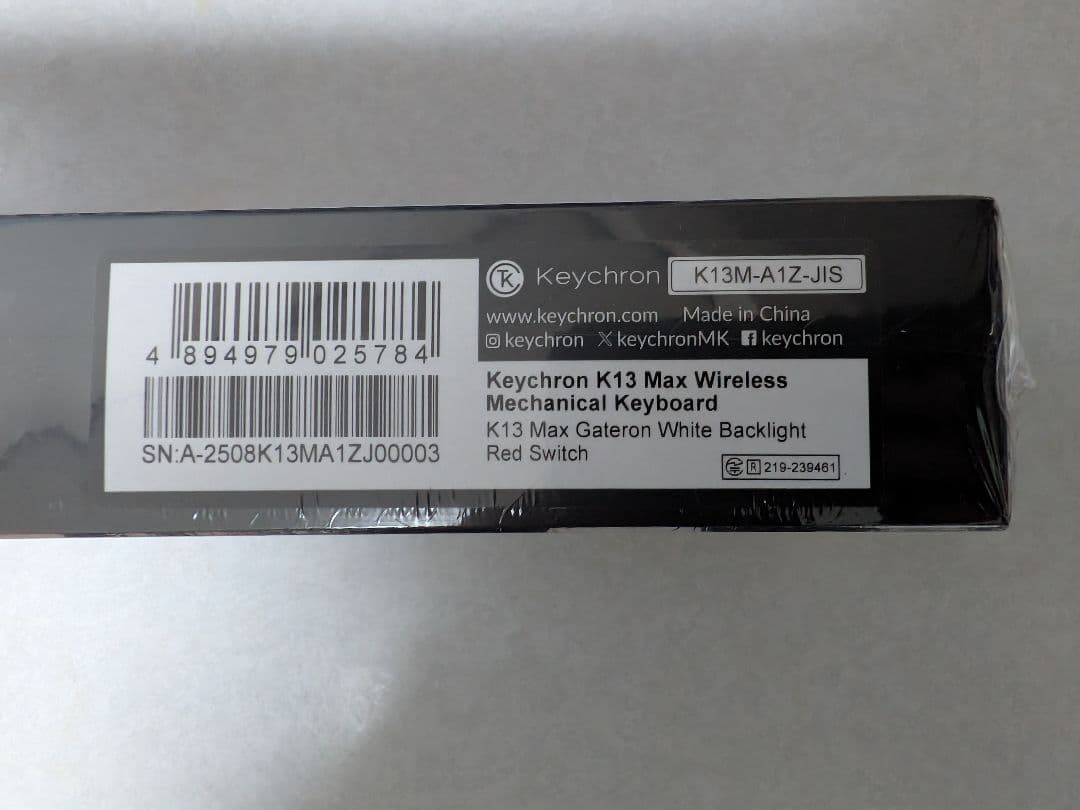 4 894979 025784
SN:A-2508K13MA1ZJ00003
Keychron K13M-A1Z-JIS
www.keychron.com Made in China
keychron keychronMK keychron
Keychron K13 Max Wireless
Mechanical Keyboard
K13 Max Gateron White Backlight
Red Switch
R 219-239461